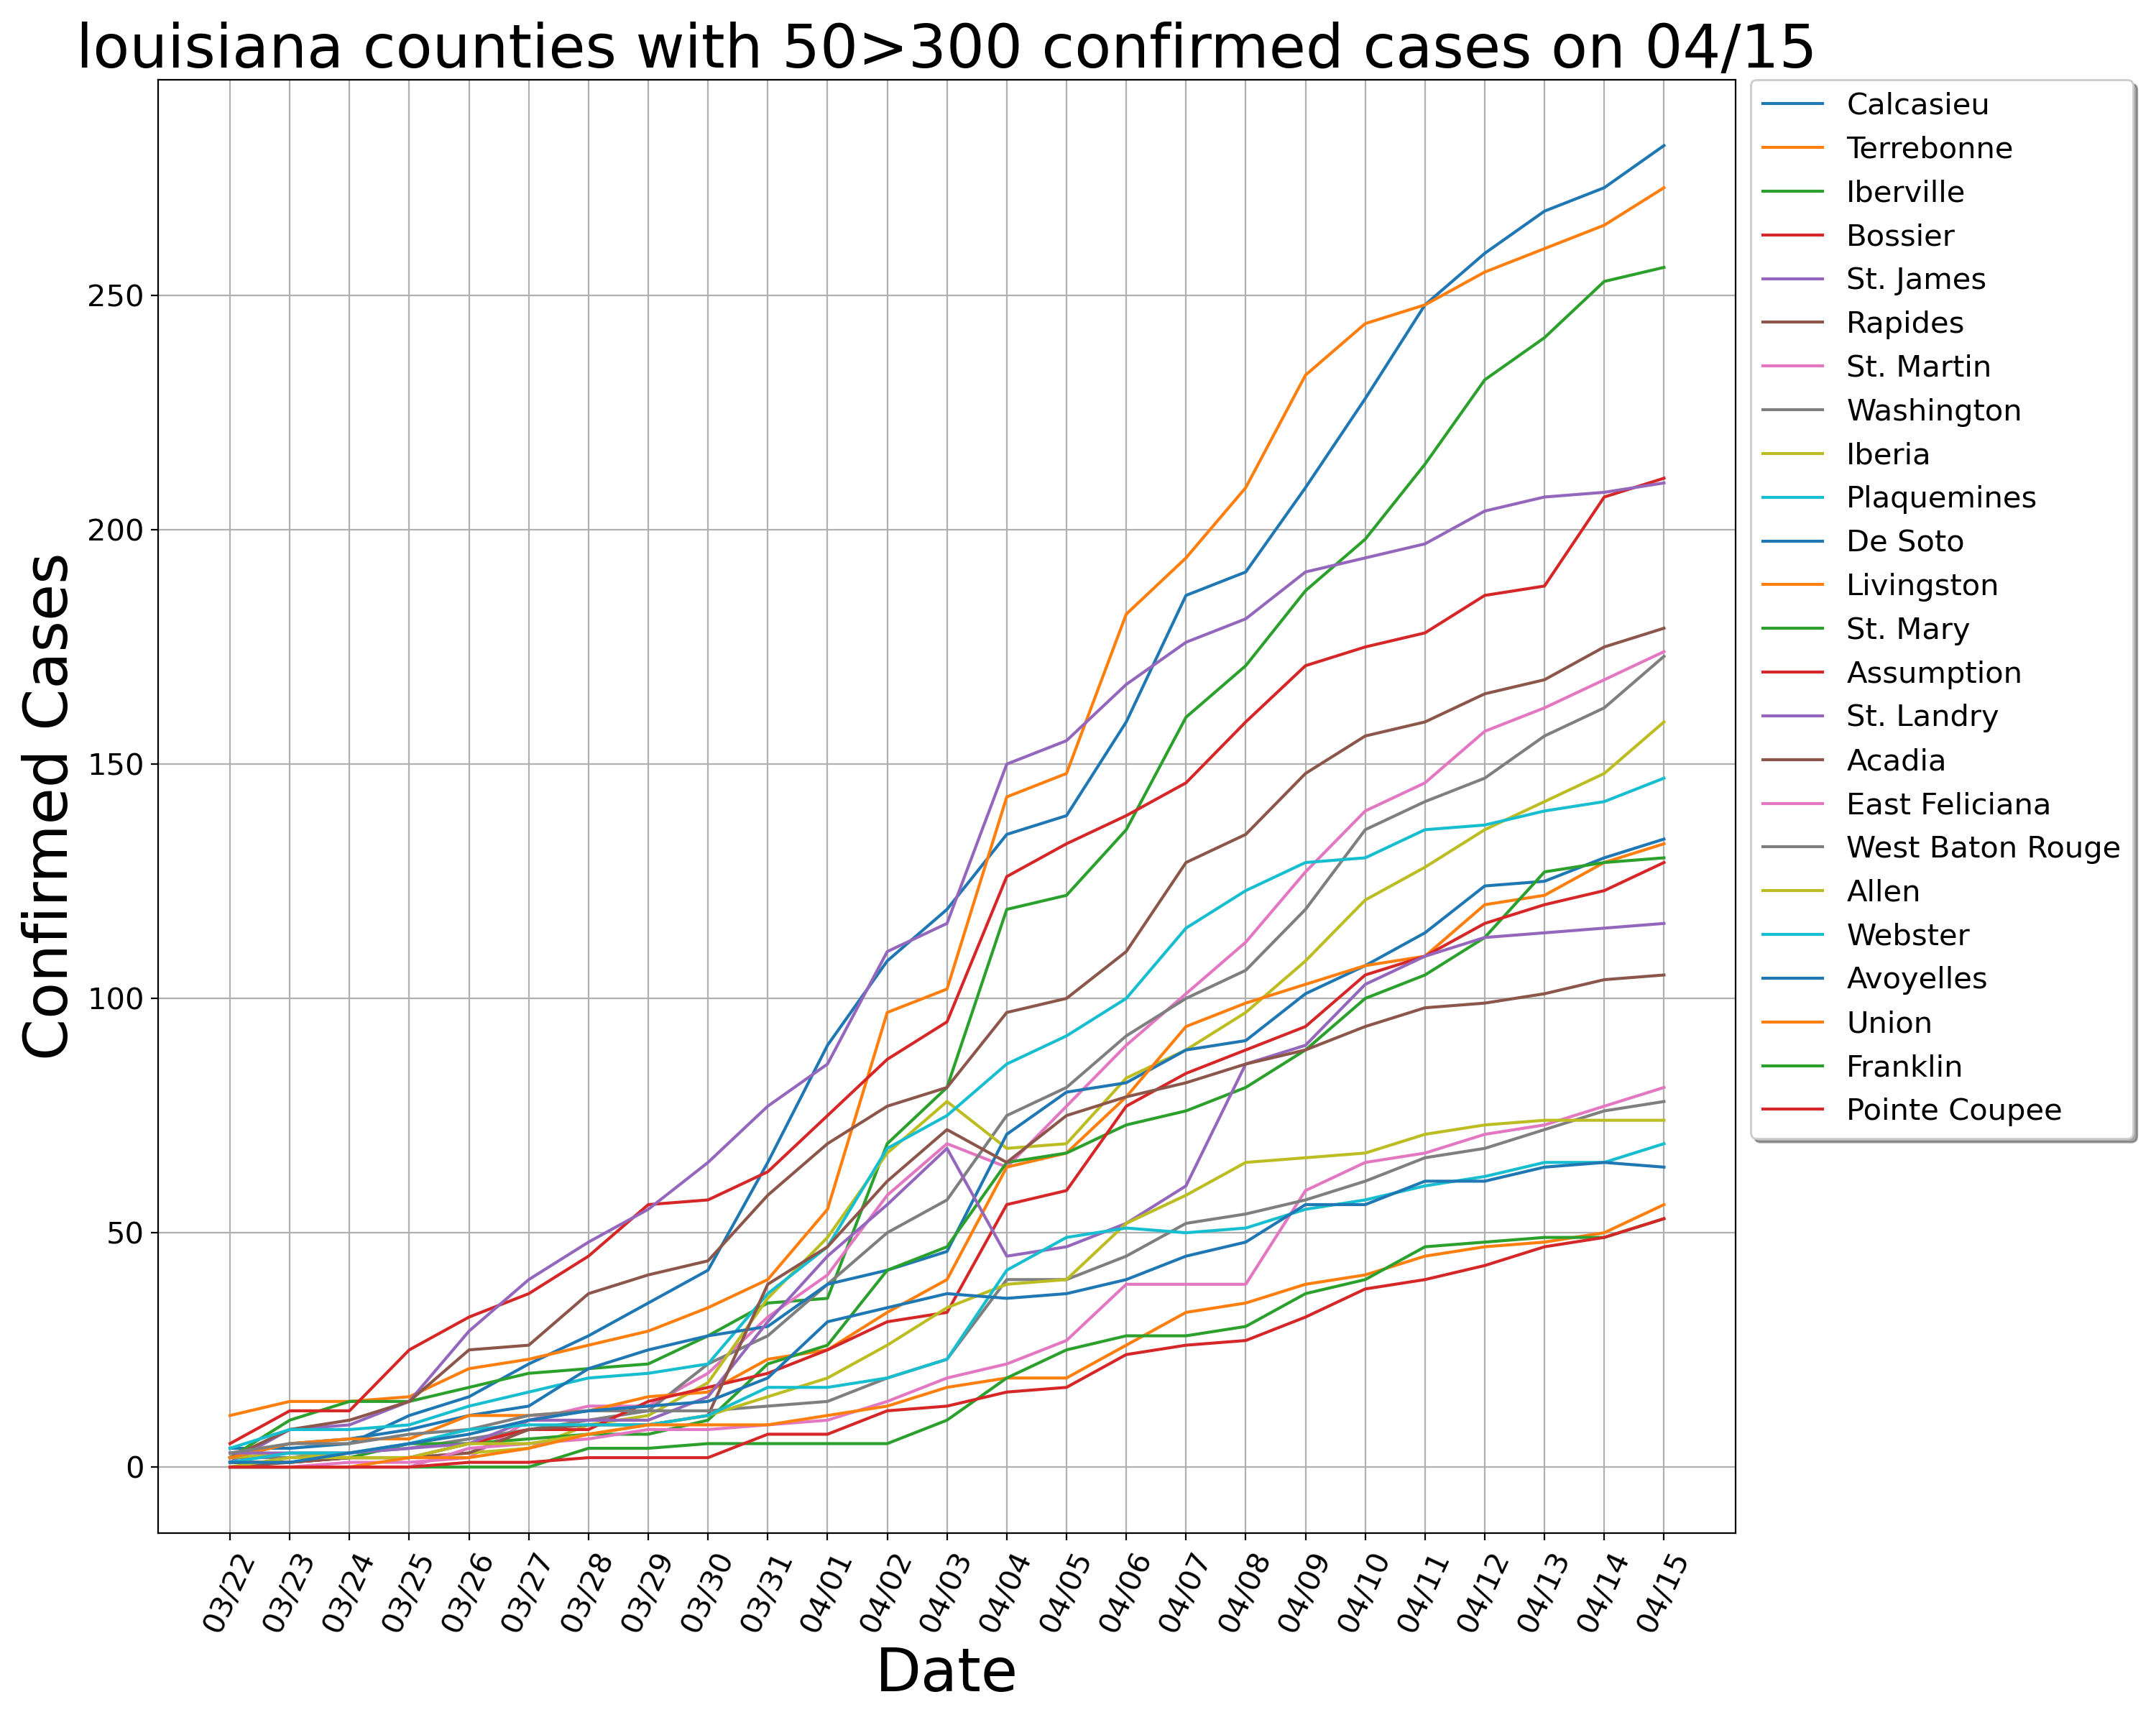 louisiana counties with 50>300 confirmed cases on 04/15
Confirmed Cases
250
200
150
100
50
0
03/22
03/23
03/24
03/25
03/26
03/27
03/28
03/29
03/30
03/31
04/01
04/02
04/03
04/04
04/05
04/06
04/07
04/08
04/09
04/10
04/11
04/12
04/13
04/14
04/15
Date
Calcasieu
Terrebonne
Iberville
Bossier
St. James
Rapides
St. Martin
Washington
Iberia
Plaquemines
De Soto
Livingston
St. Mary
Assumption
St. Landry
Acadia
East Feliciana
West Baton Rouge
Allen
Webster
Avoyelles
Union
Franklin
Pointe Coupee